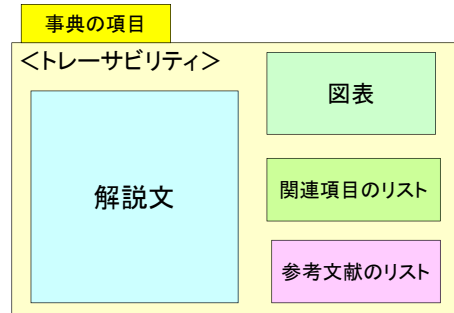 事典の項目
＜トレーサビリティ＞
図表
解説文
関連項目のリスト
参考文献のリスト